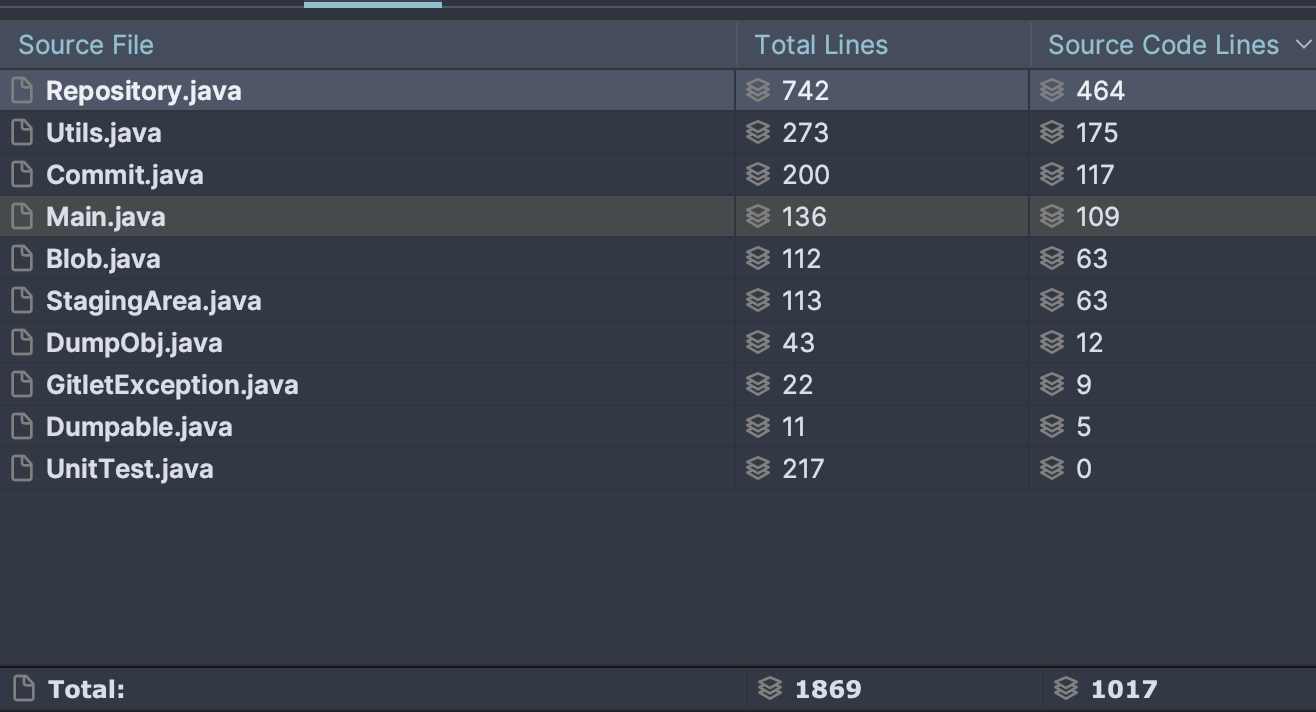 Source File Total Lines Source Code Lines
Repository.java 742 464
Utils.java 273 175
Commit.java 200 117
Main.java 136 109
Blob.java 112 63
StagingArea.java 113 63
DumpObj.java 43 12
GitletException.java 22 9
Dumpable.java 11 5
UnitTest.java 217 0
Total: 1869 1017